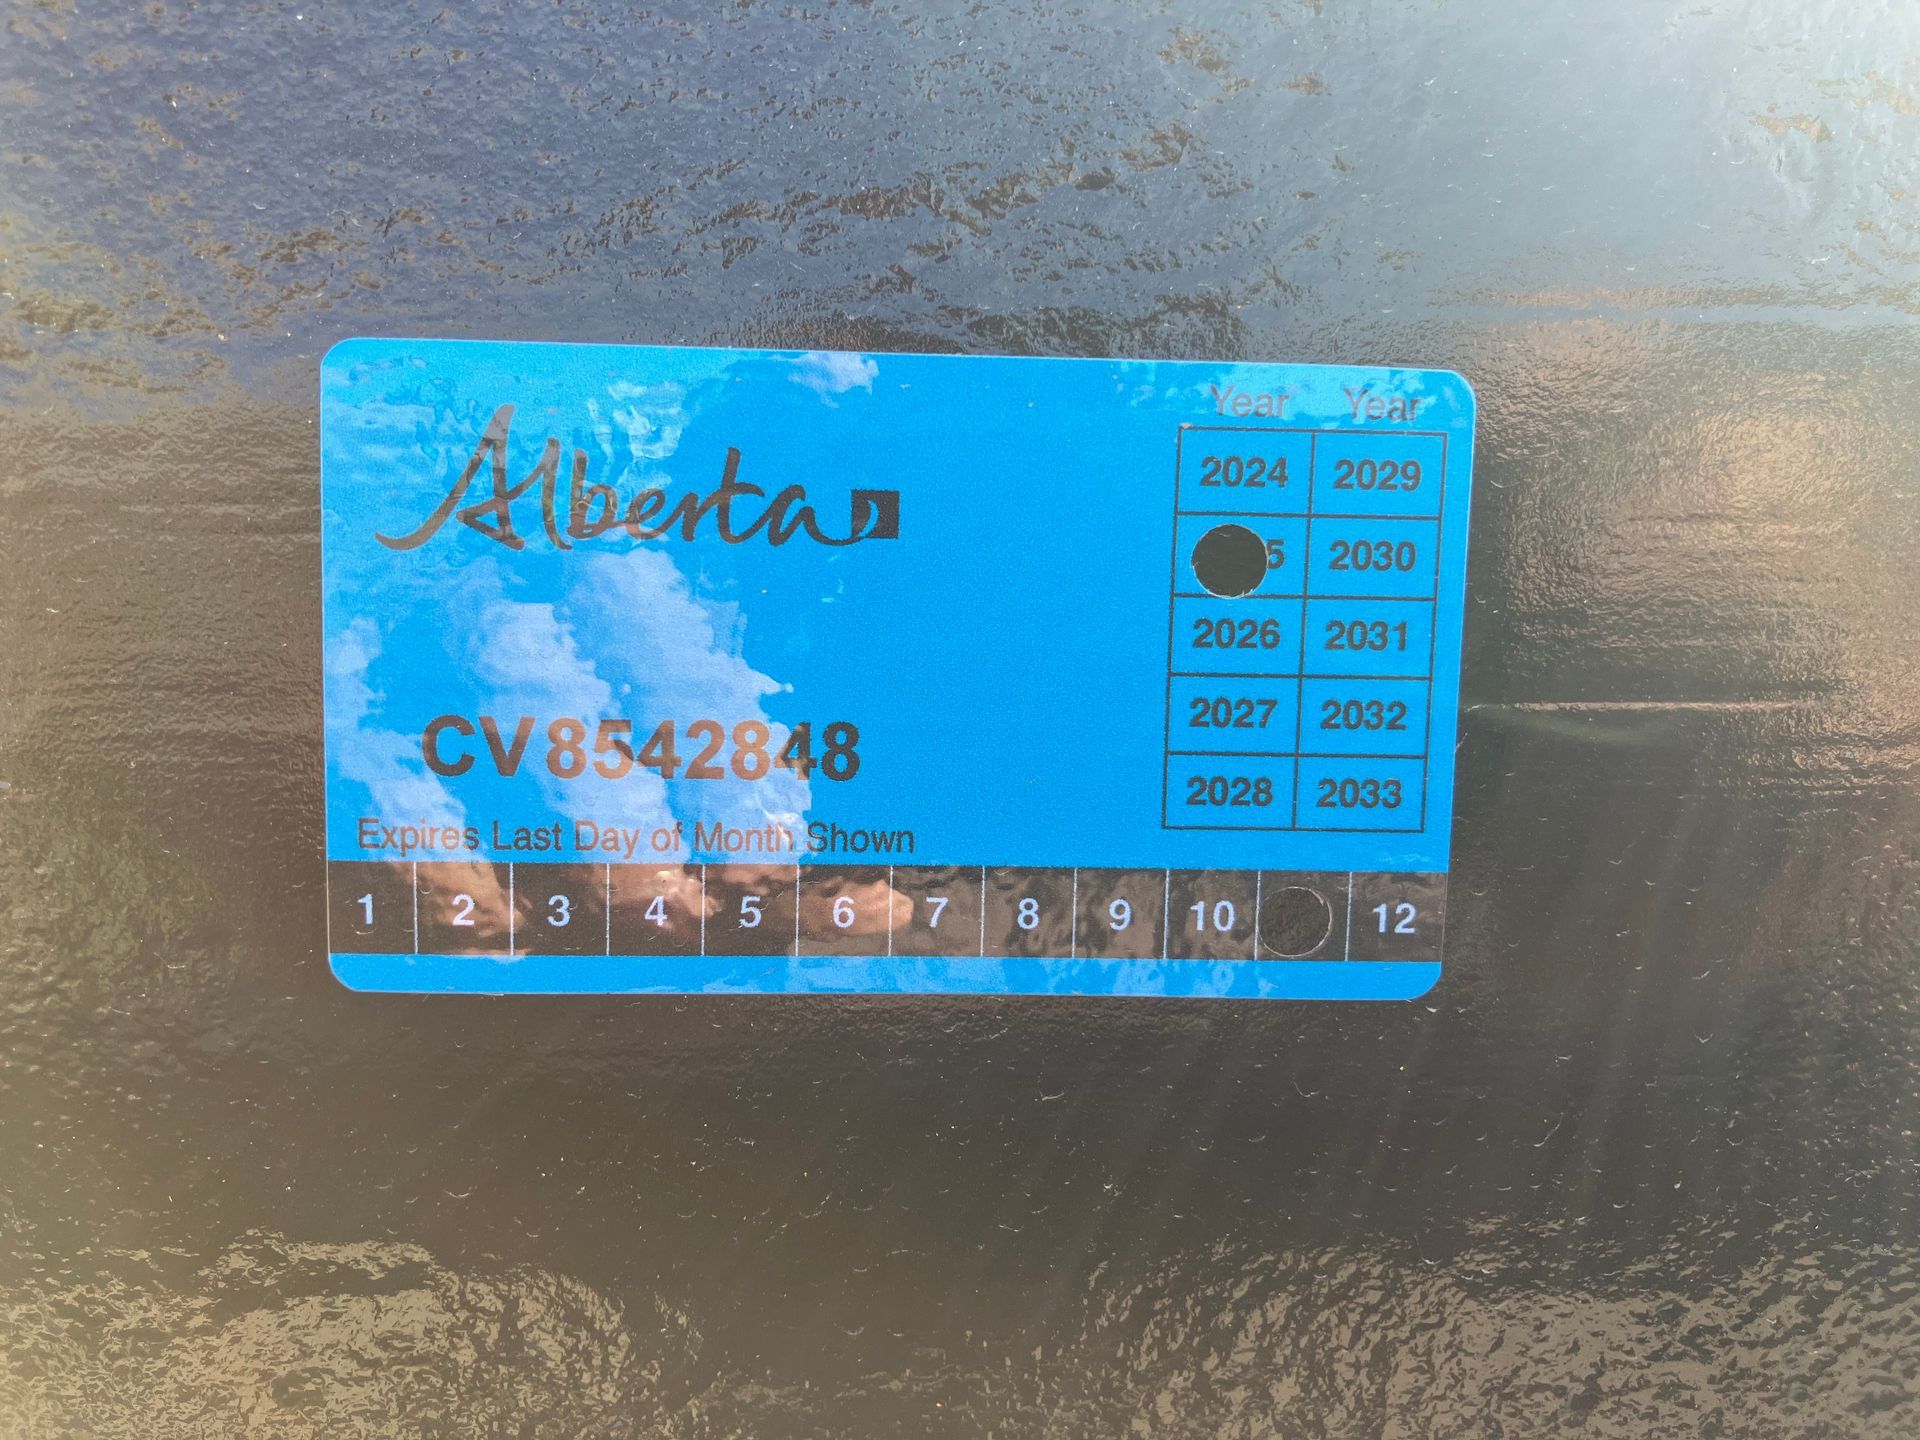 Alberta
Year Year
2024 2029
5 2030
2026 2031
2027 2032
2028 2033
CV8542848
Expires Last Day of Month Shown
1 2 3 4 5 6 7 8 9 10 12